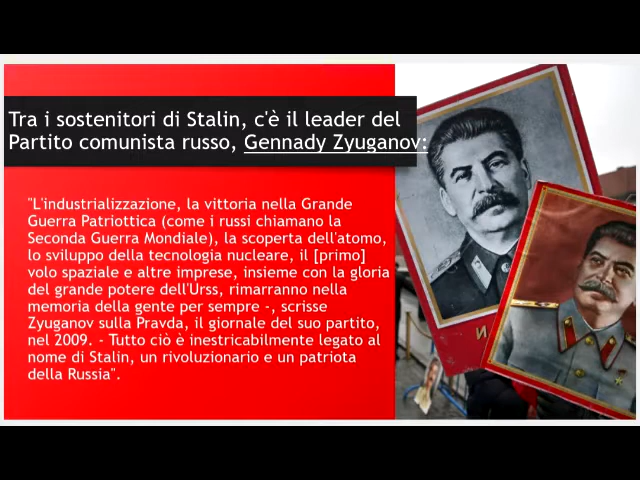 Tra i sostenitori di Stalin, c'è il leader del
Partito comunista russo, Gennady Zyuganov:
"L'industrializzazione, la vittoria nella Grande
Guerra Patriottica (come i russi chiamano la
Seconda Guerra Mondiale), la scoperta dell'atomo,
lo sviluppo della tecnologia nucleare, il [primo]
volo spaziale e altre imprese, insieme con la gloria
del grande potere dell'Urss, rimarranno nella
memoria della gente per sempre -, scrisse
Zyuganov sulla Pravda, il giornale del suo partito,
nel 2009. - Tutto ciò è inestricabilmente legato al
nome di Stalin, un rivoluzionario e un patriota
della Russia".